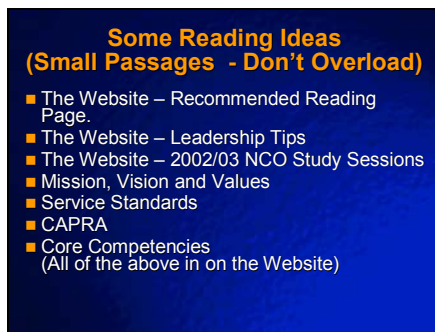 Some Reading Ideas
(Small Passages - Don't Overload)
The Website – Recommended Reading
Page.
The Website – Leadership Tips
The Website – 2002/03 NCO Study Sessions
Mission, Vision and Values
Service Standards
CAPRA
Core Competencies
(All of the above in on the Website)